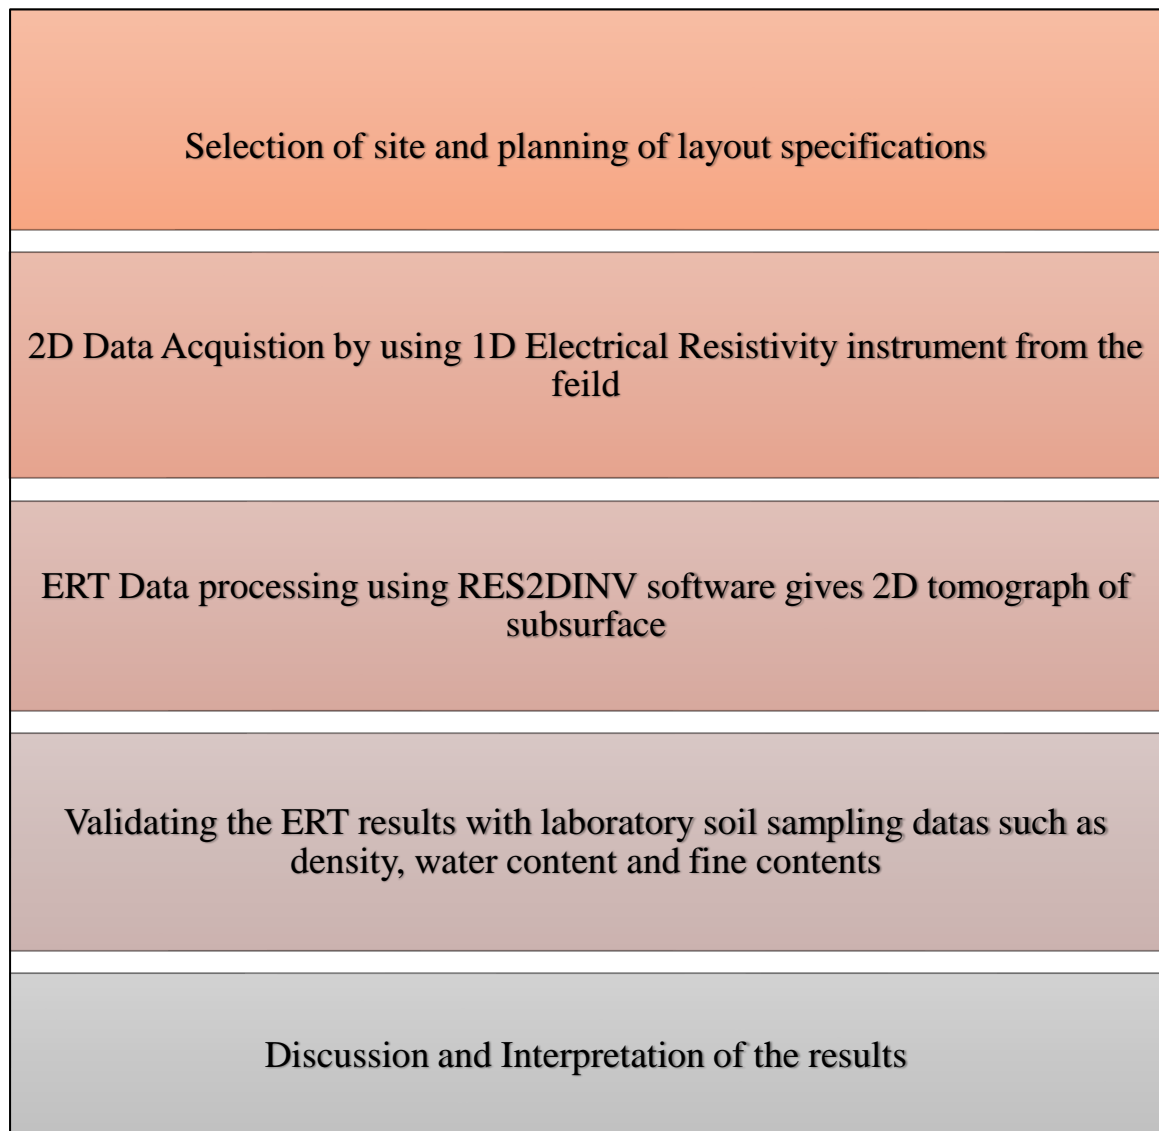 Selection of site and planning of layout specifications
2D Data Acquistion by using 1D Electrical Resistivity instrument from the
feild
ERT Data processing using RES2DINV software gives 2D tomograph of
subsurface
Validating the ERT results with laboratory soil sampling datas such as
density, water content and fine contents
Discussion and Interpretation of the results